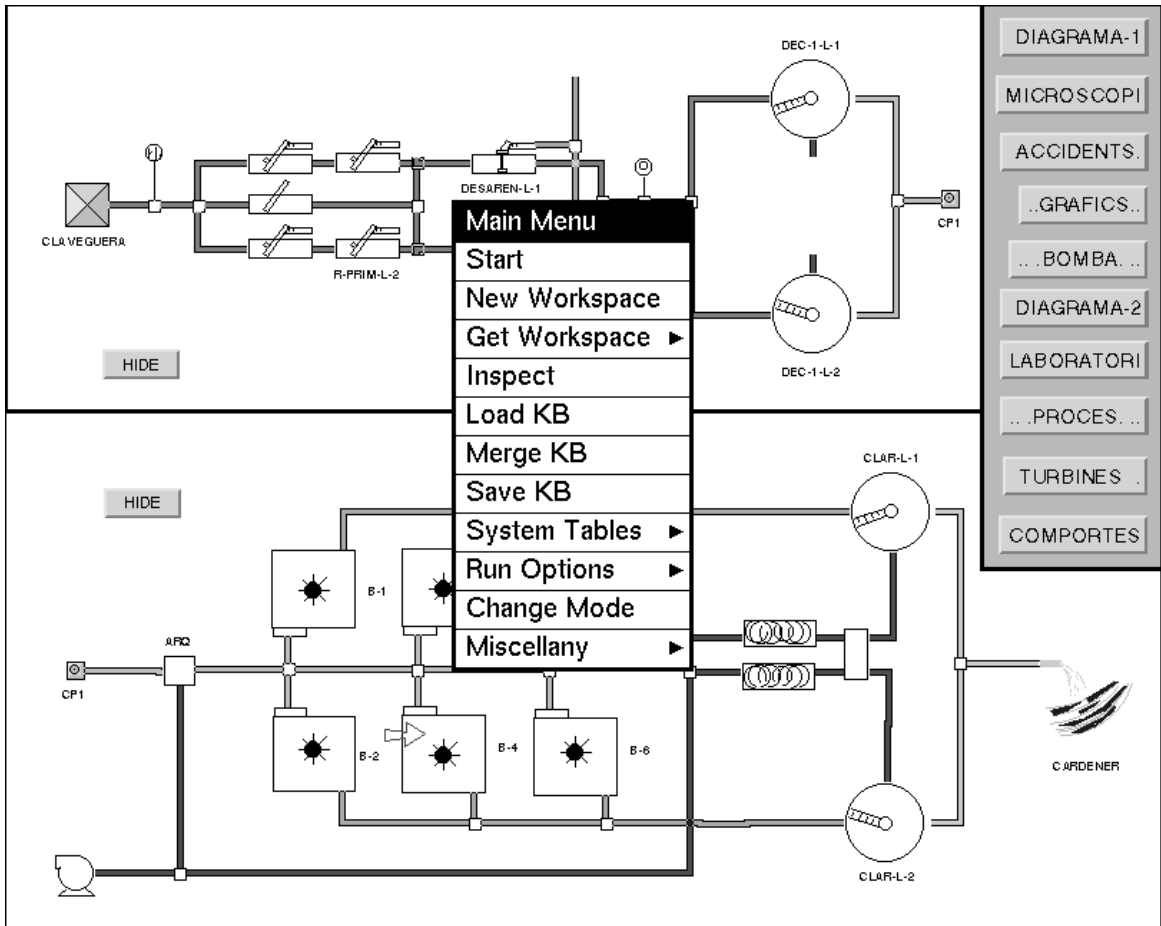 DEC-1-L-1
DESAREN-L-1
CLAVEGUERA
R-PRIM-L-2
CP1
HIDE
DEC-1-L-2
Main Menu
Start
New Workspace
Get Workspace
Inspect
Load KB
Merge KB
Save KB
System Tables
Run Options
Change Mode
Miscellany
DIAGRAMA-1
MICROSCOPI
ACCIDENTS.
..GRAFICS..
.. .BOMBA. ..
DIAGRAMA-2
LABORATORI
.. .PROCES. ..
TURBINES .
COMPORTES
HIDE
CLAR-L-1
B-1
ARQ
CP1
B-2
B-4
B-6
CARDENER
CLAR-L-2